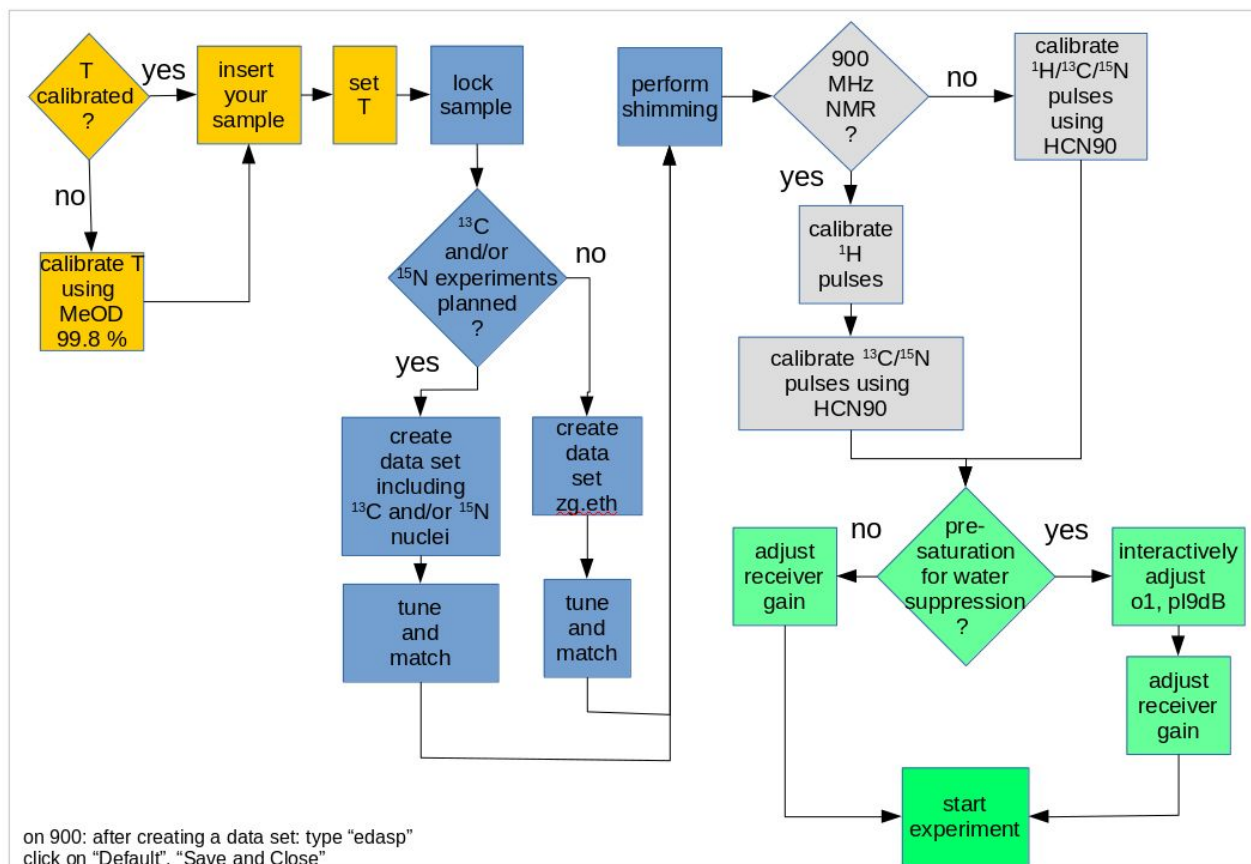 T
calibrated
?
yes
no
calibrate T
using
MeOD
99.8 %
insert
your
sample
set
T
lock
sample
¹³C
and/or
¹⁵N experiments
planned
?
yes
no
create
data set
including
¹³C and/or ¹⁵N
nuclei
tune
and
match
create
data
set
zg.eth
tune
and
match
perform
shimming
900
MHz
NMR
?
no
yes
calibrate
¹H/¹³C/¹⁵N
pulses
using
HCN90
calibrate
¹H
pulses
calibrate ¹³C/¹⁵N
pulses using
HCN90
pre-
saturation
for water
suppression
?
no
yes
adjust
receiver
gain
interactively
adjust
o1, pl9dB
adjust
receiver
gain
start
experiment
on 900: after creating a data set: type “edasp”
click on “Default”, “Save and Close”